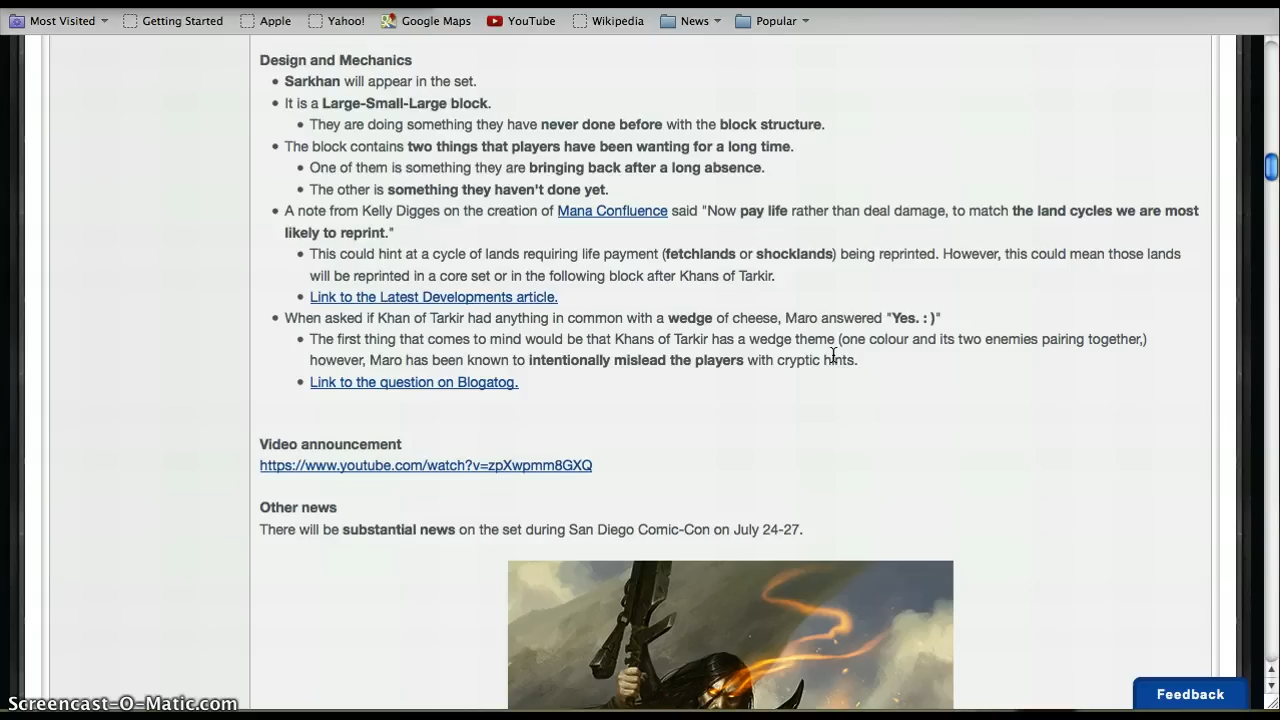 Most Visited Getting Started Apple Yahoo! Google Maps YouTube Wikipedia News Popular
Design and Mechanics
• Sarkhan will appear in the set.
• It is a Large-Small-Large block.
• They are doing something they have never done before with the block structure.
• The block contains two things that players have been wanting for a long time.
• One of them is something they are bringing back after a long absence.
• The other is something they haven't done yet.
• A note from Kelly Digges on the creation of Mana Confluence said "Now pay life rather than deal damage, to match the land cycles we are most
likely to reprint."
• This could hint at a cycle of lands requiring life payment (fetchlands or shocklands) being reprinted. However, this could mean those lands
will be reprinted in a core set or in the following block after Khans of Tarkir.
• Link to the Latest Developments article.
• When asked if Khan of Tarkir had anything in common with a wedge of cheese, Maro answered "Yes. : )"
• The first thing that comes to mind would be that Khans of Tarkir has a wedge theme (one colour and its two enemies pairing together,)
however, Maro has been known to intentionally mislead the players with cryptic hints.
• Link to the question on Blogatog.
Video announcement
https://www.youtube.com/watch?v=zpXwpmm8GXQ
Other news
There will be substantial news on the set during San Diego Comic-Con on July 24-27.
Feedback
Screencast-O-Matic.com